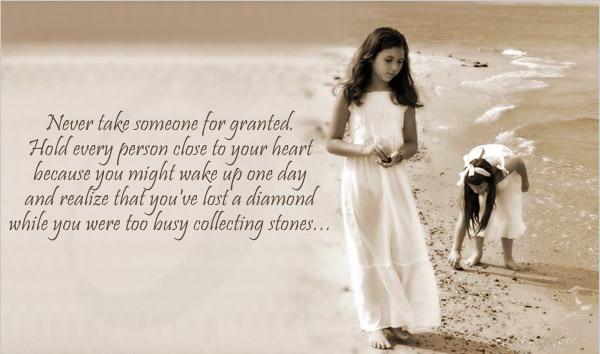 Never take someone for granted.
Hold every person close to your heart
because you might wake up one day
and realize that you've lost a diamond
while you were too busy collecting stones...